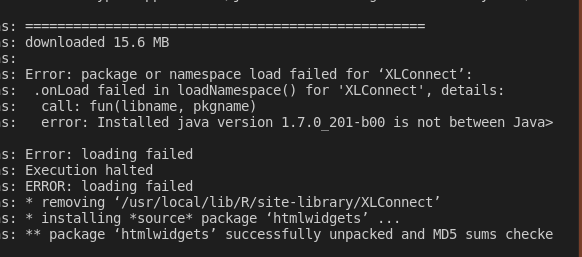 s: ==================================================
s: downloaded 15.6 MB
s:
s: Error: package or namespace load failed for ‘XLConnect’:
s:  .onLoad failed in loadNamespace() for 'XLConnect', details:
s:   call: fun(libname, pkgname)
s:   error: Installed java version 1.7.0_201-b00 is not between Java>
s: Error: loading failed
s: Execution halted
s: ERROR: loading failed
s: * removing ‘/usr/local/lib/R/site-library/XLConnect’
s: * installing *source* package ‘htmlwidgets’ ...
s: ** package ‘htmlwidgets’ successfully unpacked and MD5 sums checke